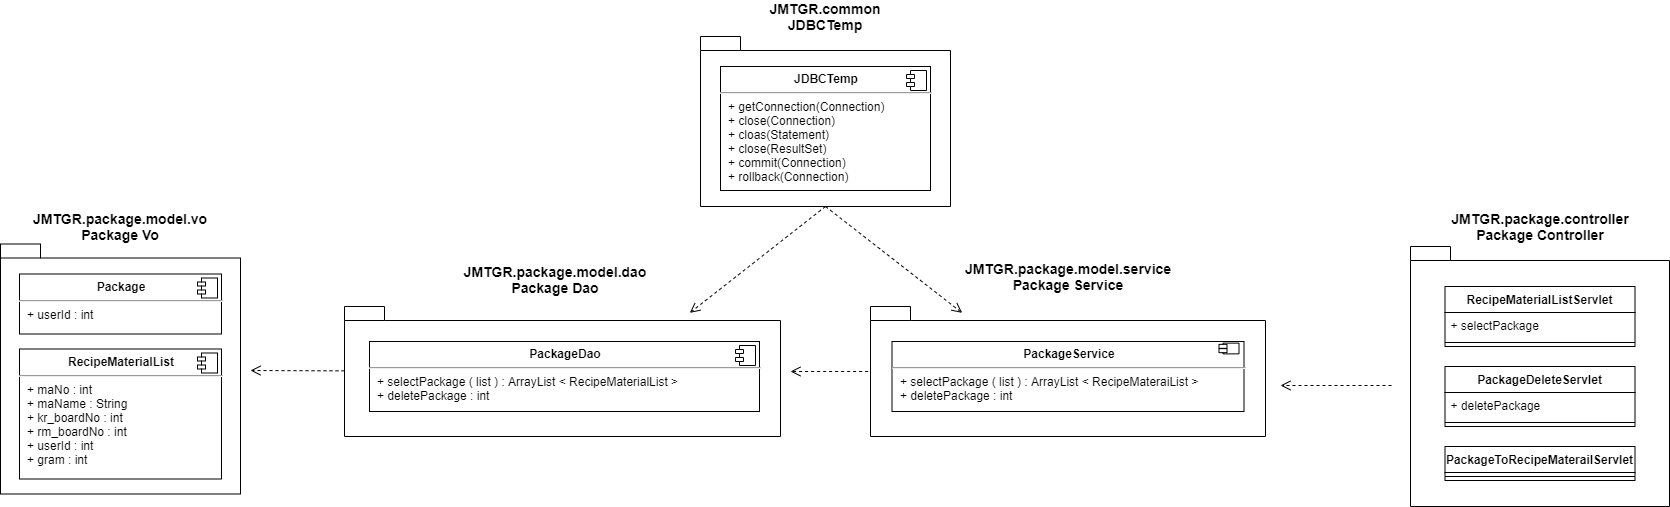 JMTGR.common
JDBCTemp
JDBCTemp
+ getConnection(Connection)
+ close(Connection)
+ cloas(Statement)
+ close(ResultSet)
+ commit(Connection)
+ rollback(Connection)
JMTGR.package.model.vo
Package Vo
Package
+ userId : int
RecipeMaterialList
+ maNo : int
+ maName : String
+ kr_boardNo : int
+ rm_boardNo : int
+ userId : int
+ gram : int
JMTGR.package.model.dao
Package Dao
PackageDao
+ selectPackage ( list ) : ArrayList < RecipeMaterialList >
+ deletePackage : int
JMTGR.package.model.service
Package Service
PackageService
+ selectPackage ( list ) : ArrayList < RecipeMateraiList >
+ deletePackage : int
JMTGR.package.controller
Package Controller
RecipeMaterialListServlet
+ selectPackage
PackageDeleteServlet
+ deletePackage
PackageToRecipeMaterailServlet